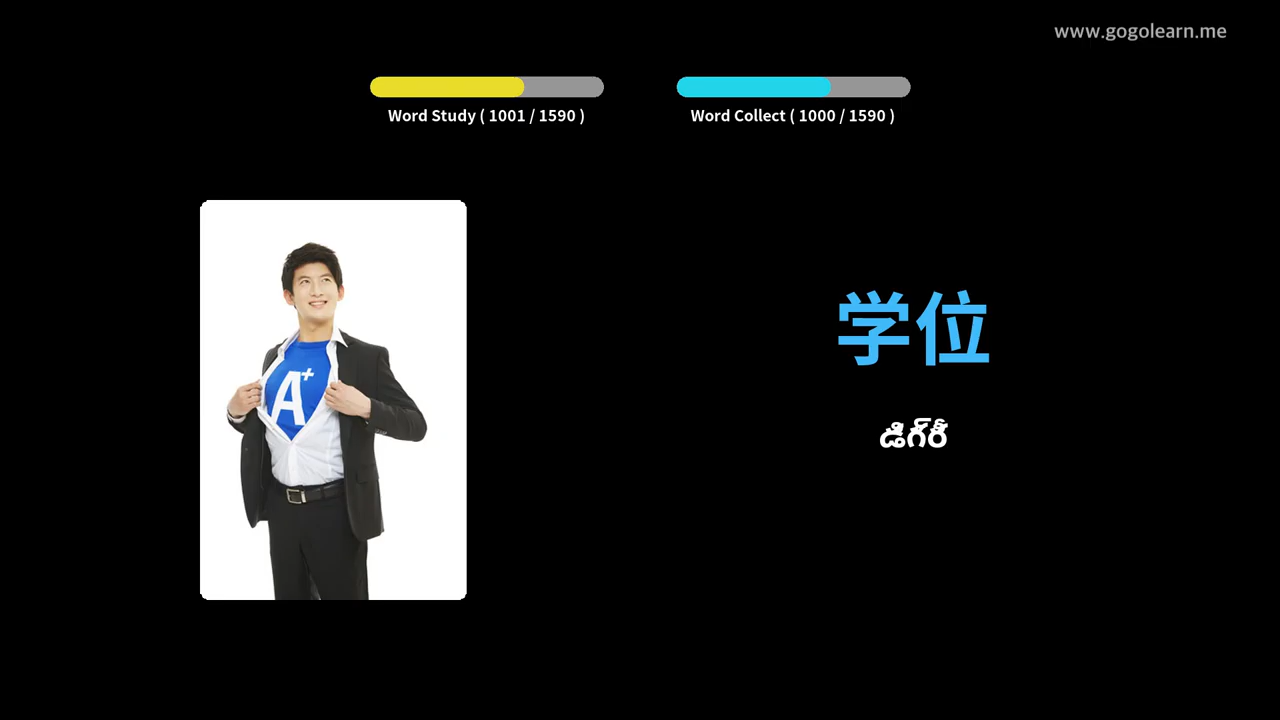 www.gogolearn.me
Word Study ( 1001 / 1590 )
Word Collect ( 1000 / 1590 )
A+
学位
డిగ్రీ